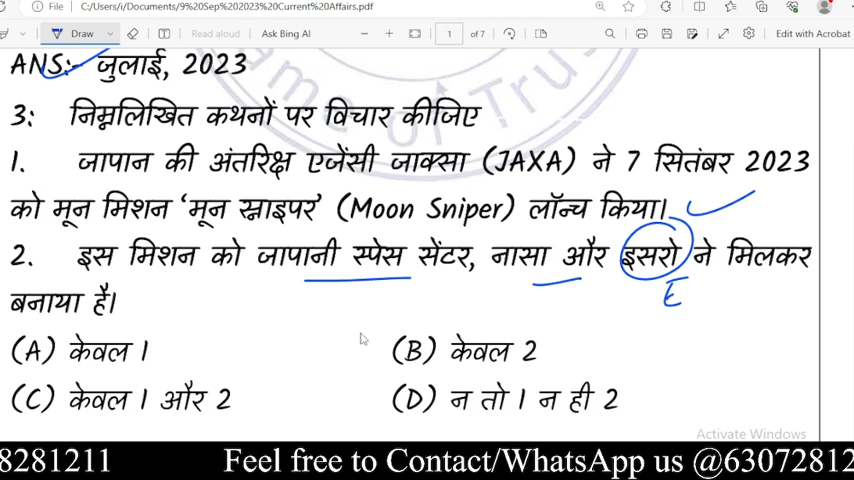 File
C:/Users/i/Documents/9%20Sep%202023%20Current%20Affairs.pdf
Draw
Read aloud
Ask Bing AI
1 of 7
Edit with Acrobat
ANS:- जुलाई, 2023
3: निम्नलिखित कथनों पर विचार कीजिए
1. जापान की अंतरिक्ष एजेंसी जाक्सा (JAXA) ने 7 सितंबर 2023
को मून मिशन ‘मून स्नाइपर’ (Moon Sniper) लॉन्च किया।
2. इस मिशन को जापानी स्पेस सेंटर, नासा और इसरो ने मिलकर
E
बनाया है।
(A) केवल 1 (B) केवल 2
(C) केवल 1 और 2 (D) न तो 1 न ही 2
ame of Trus
Activate Windows
8281211 Feel free to Contact/WhatsApp us @63072812